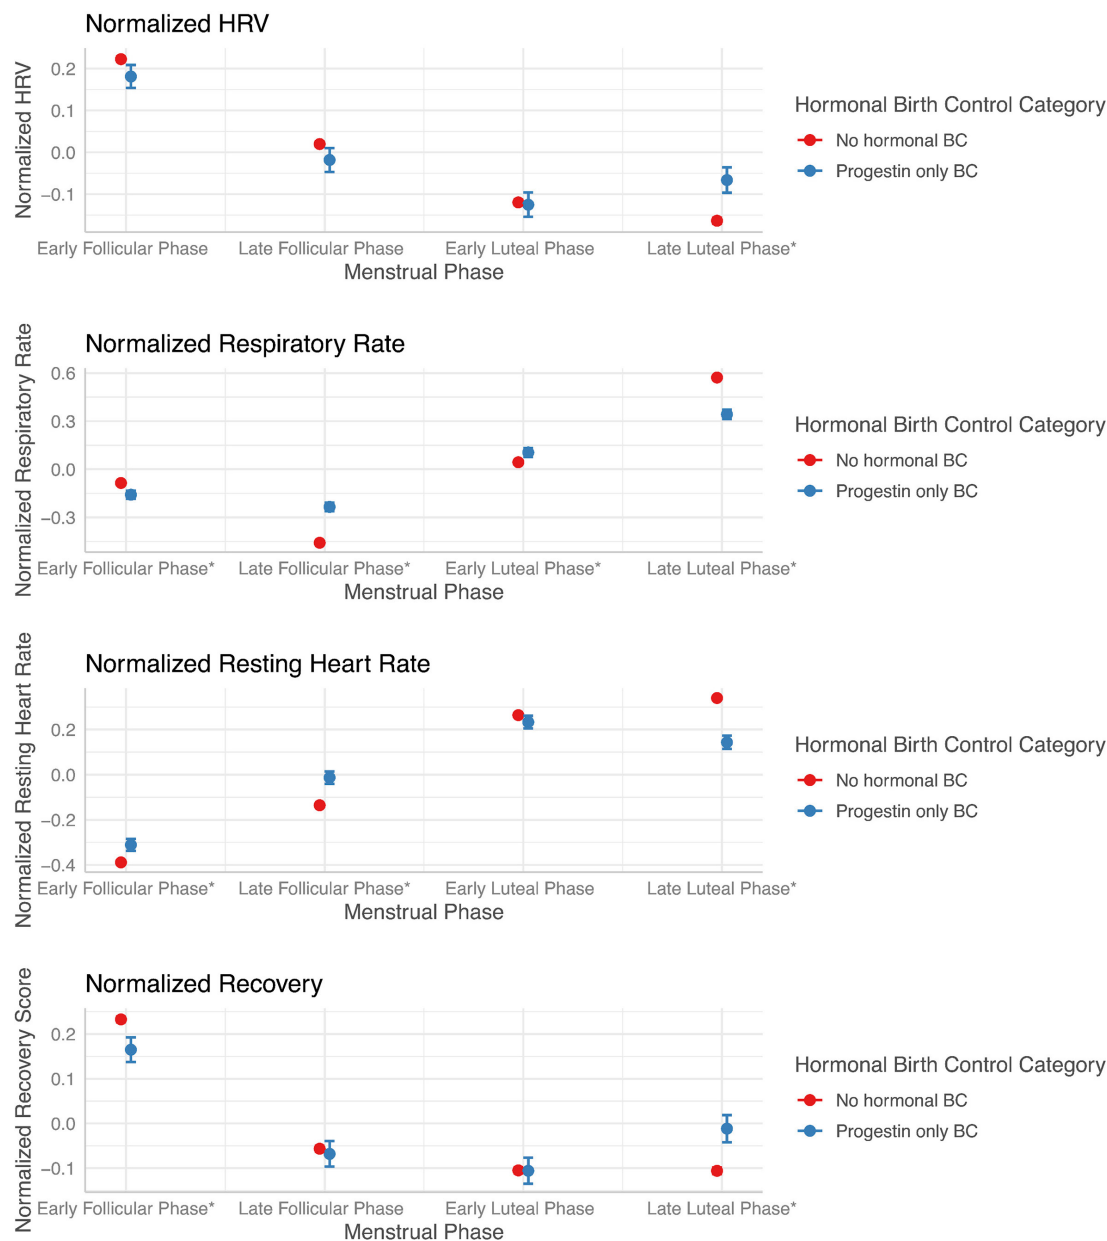 Normalized HRV
Normalized HRV
0.2
0.1
0.0
−0.1
Early Follicular Phase Late Follicular Phase Early Luteal Phase Late Luteal Phase*
Menstrual Phase
Hormonal Birth Control Category
No hormonal BC
Progestin only BC
Normalized Respiratory Rate
Normalized Respiratory Rate
0.6
0.3
0.0
−0.3
Early Follicular Phase* Late Follicular Phase* Early Luteal Phase* Late Luteal Phase*
Menstrual Phase
Hormonal Birth Control Category
No hormonal BC
Progestin only BC
Normalized Resting Heart Rate
Normalized Resting Heart Rate
0.2
0.0
−0.2
−0.4
Early Follicular Phase* Late Follicular Phase* Early Luteal Phase Late Luteal Phase*
Menstrual Phase
Hormonal Birth Control Category
No hormonal BC
Progestin only BC
Normalized Recovery
Normalized Recovery Score
0.2
0.1
0.0
−0.1
Early Follicular Phase* Late Follicular Phase Early Luteal Phase Late Luteal Phase*
Menstrual Phase
Hormonal Birth Control Category
No hormonal BC
Progestin only BC